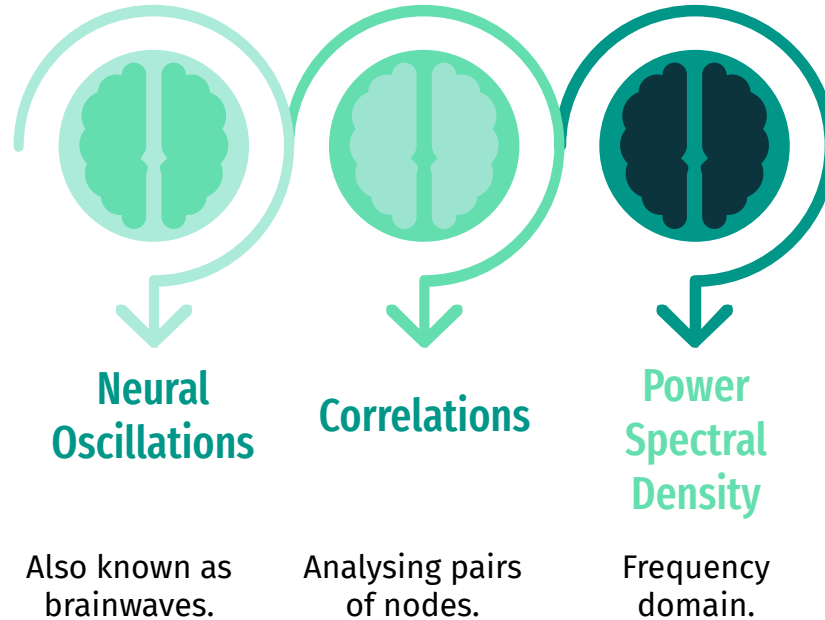 Neural
Oscillations
Correlations
Power
Spectral
Density
Also known as
brainwaves.
Analysing pairs
of nodes.
Frequency
domain.